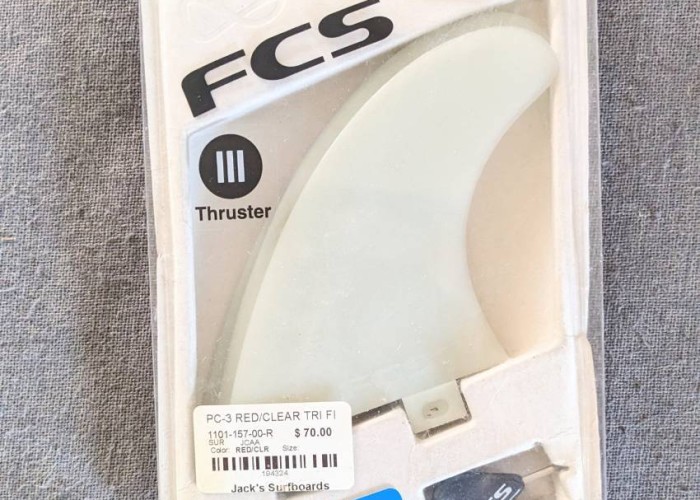 FCS
III
Thruster
PC-3 RED/CLEAR TRI FI
1101-157-00-R $ 70.00
SUR JCAA
Color: RED/CLR Size:
194324
Jack's Surfboards
FCS